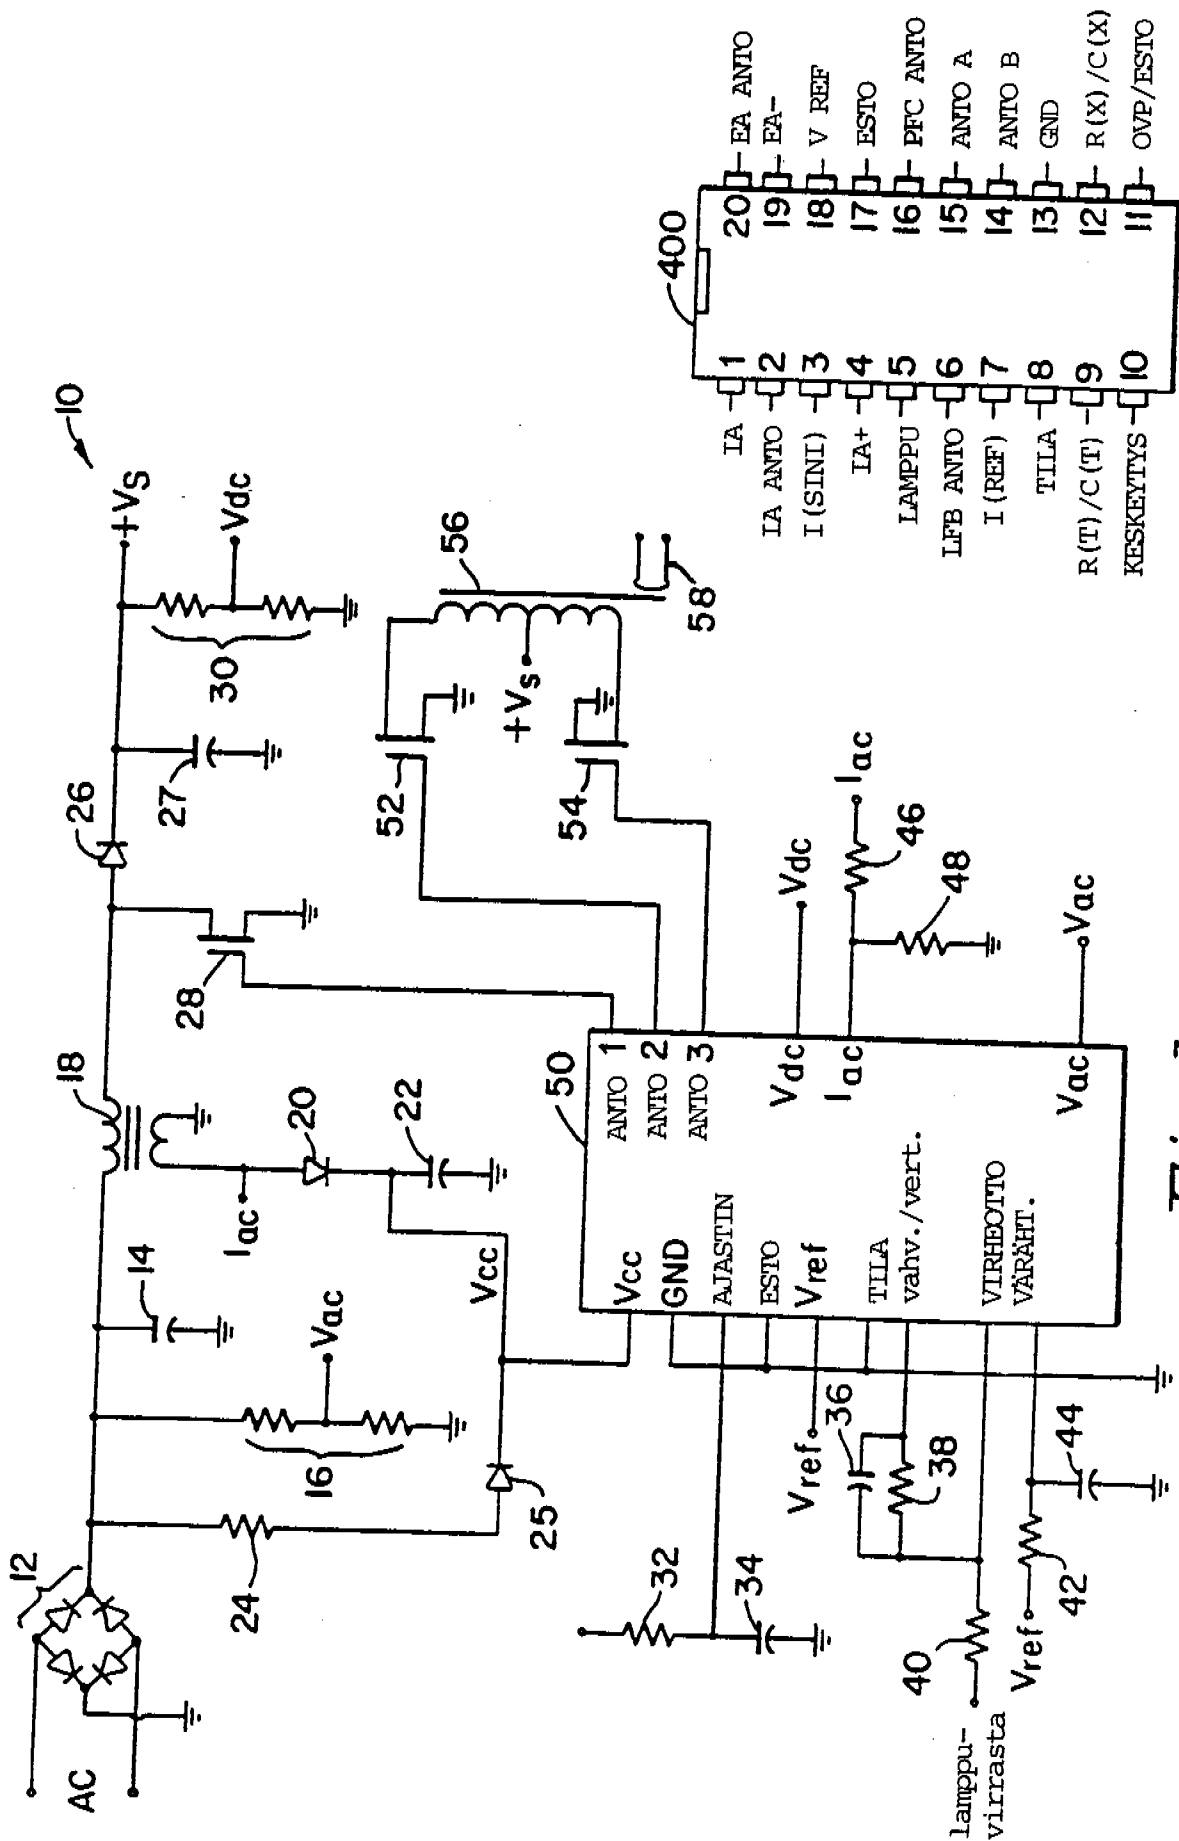 10
12
AC
14
16
Vac
18
Iac
20
22
24
25
Vcc
26
27
28
30
+Vs
Vdc
32
34
36
38
40
lamppu-
virrasta
42
Vref
44
Vref
50
Vcc
GND
AJASTIN
ESTO
Vref
TILA
vahv./vert.
VIRHEOTTO
VÄRÄHT.
ANTO 1
ANTO 2
ANTO 3
Vdc
Iac
Vac
Vdc
Iac
46
48
Vac
52
54
56
58
+Vs
400
IA 1
IA ANTO 2
I(SINI) 3
IA+ 4
LAMPPU 5
LFB ANTO 6
I(REF) 7
TILA 8
R(T)/C(T) 9
KESKEYTYS 10
20 EA ANTO
19 EA-
18 V REF
17 ESTO
16 PFC ANTO
15 ANTO A
14 ANTO B
13 GND
12 R(X)/C(X)
11 OVP/ESTO